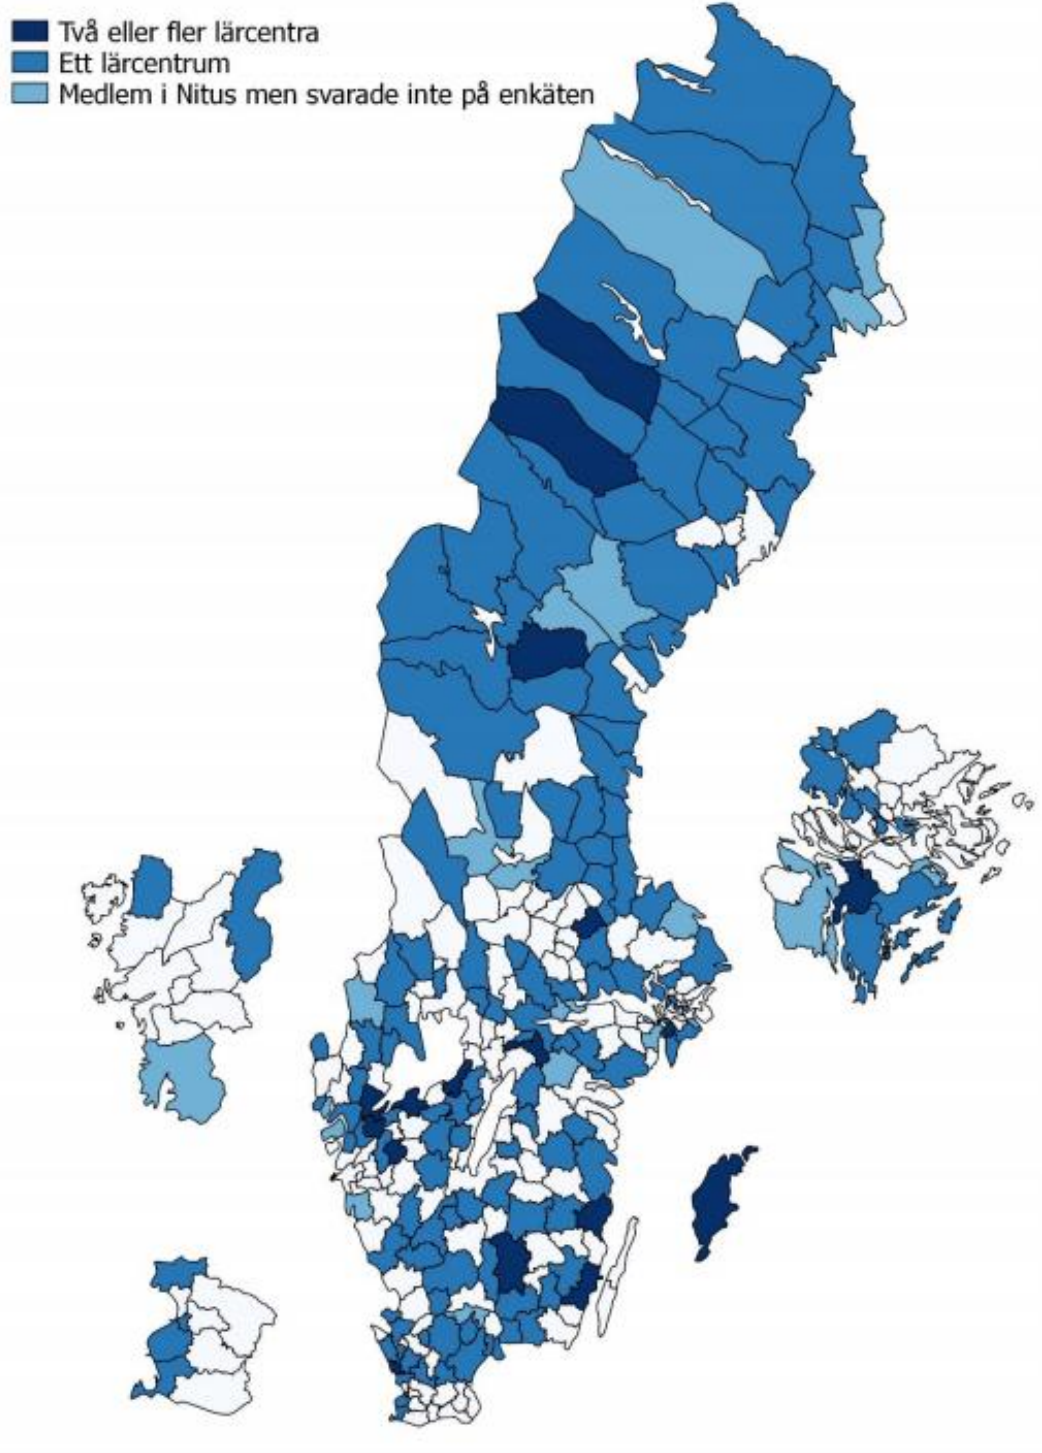 Två eller fler lärcentra
Ett lärcentrum
Medlem i Nitus men svarade inte på enkäten